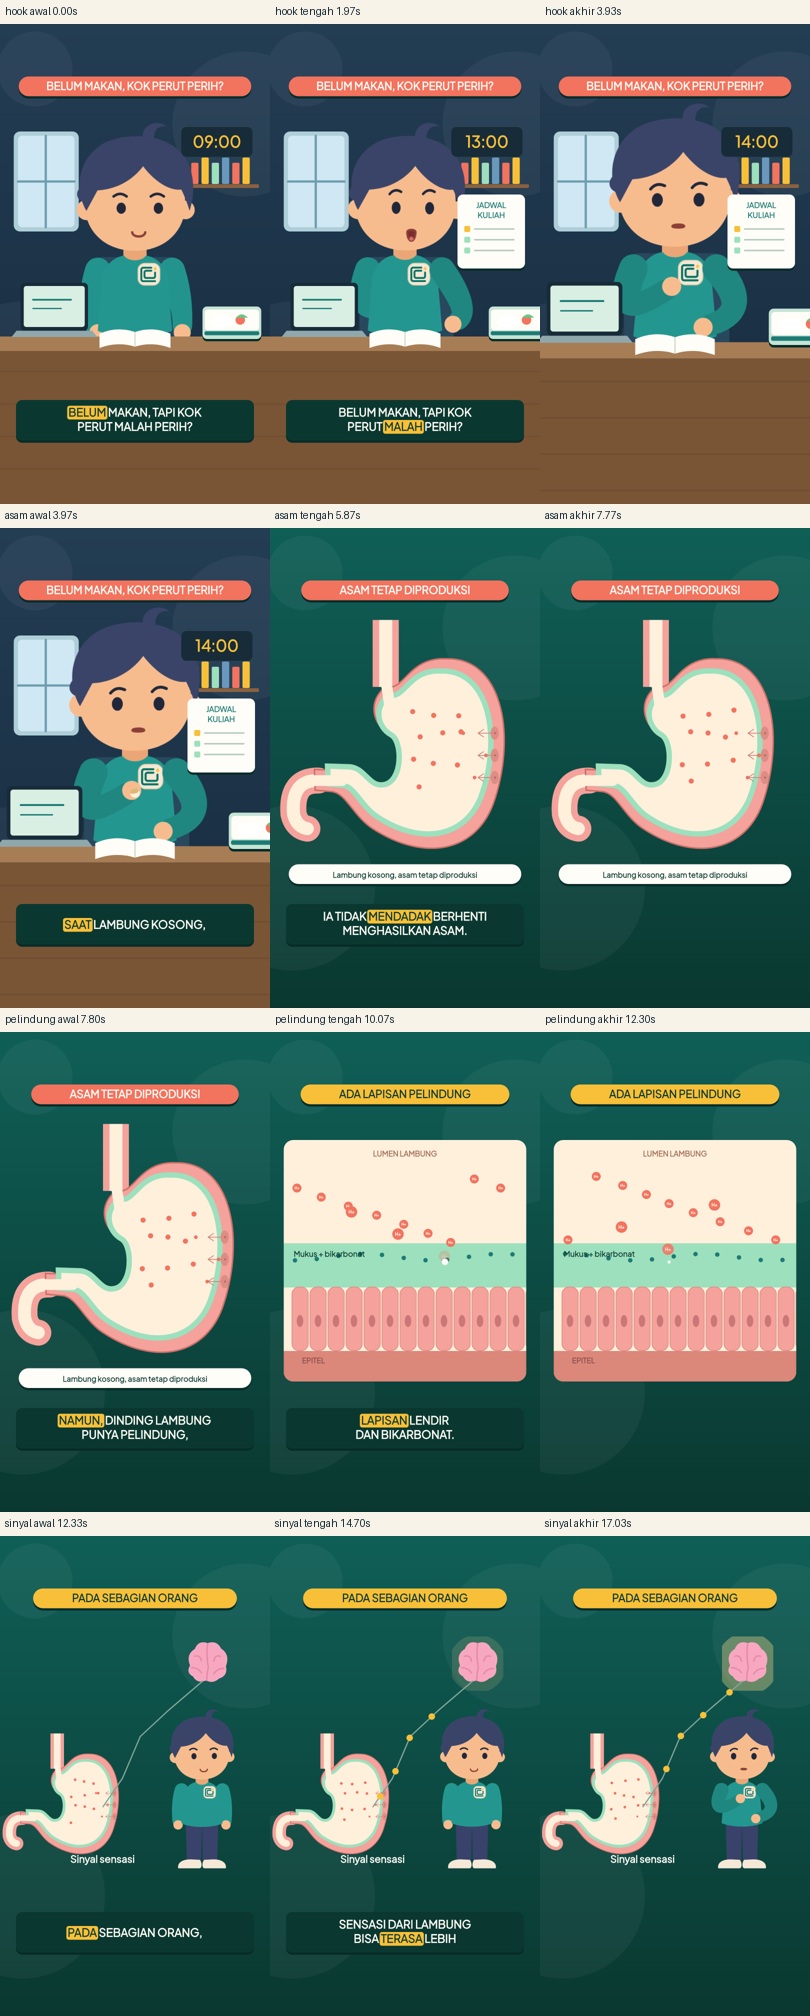 hook awal 0.00s
hook tengah 1.97s
hook akhir 3.93s
BELUM MAKAN, KOK PERUT PERIH?
09:00
BELUM MAKAN, TAPI KOK
PERUT MALAH PERIH?
BELUM MAKAN, KOK PERUT PERIH?
13:00
JADWAL
KULIAH
BELUM MAKAN, TAPI KOK
PERUT MALAH PERIH?
BELUM MAKAN, KOK PERUT PERIH?
14:00
JADWAL
KULIAH
asam awal 3.97s
asam tengah 5.87s
asam akhir 7.77s
BELUM MAKAN, KOK PERUT PERIH?
14:00
JADWAL
KULIAH
SAAT LAMBUNG KOSONG,
ASAM TETAP DIPRODUKSI
Lambung kosong, asam tetap diproduksi
IA TIDAK MENDADAK BERHENTI
MENGHASILKAN ASAM.
ASAM TETAP DIPRODUKSI
Lambung kosong, asam tetap diproduksi
pelindung awal 7.80s
pelindung tengah 10.07s
pelindung akhir 12.30s
ASAM TETAP DIPRODUKSI
Lambung kosong, asam tetap diproduksi
NAMUN, DINDING LAMBUNG
PUNYA PELINDUNG,
ADA LAPISAN PELINDUNG
LUMEN LAMBUNG
Mukus + bikarbonat
EPITEL
LAPISAN LENDIR
DAN BIKARBONAT.
ADA LAPISAN PELINDUNG
LUMEN LAMBUNG
Mukus + bikarbonat
EPITEL
sinyal awal 12.33s
sinyal tengah 14.70s
sinyal akhir 17.03s
PADA SEBAGIAN ORANG
Sinyal sensasi
PADA SEBAGIAN ORANG,
PADA SEBAGIAN ORANG
Sinyal sensasi
SENSASI DARI LAMBUNG
BISA TERASA LEBIH
PADA SEBAGIAN ORANG
Sinyal sensasi